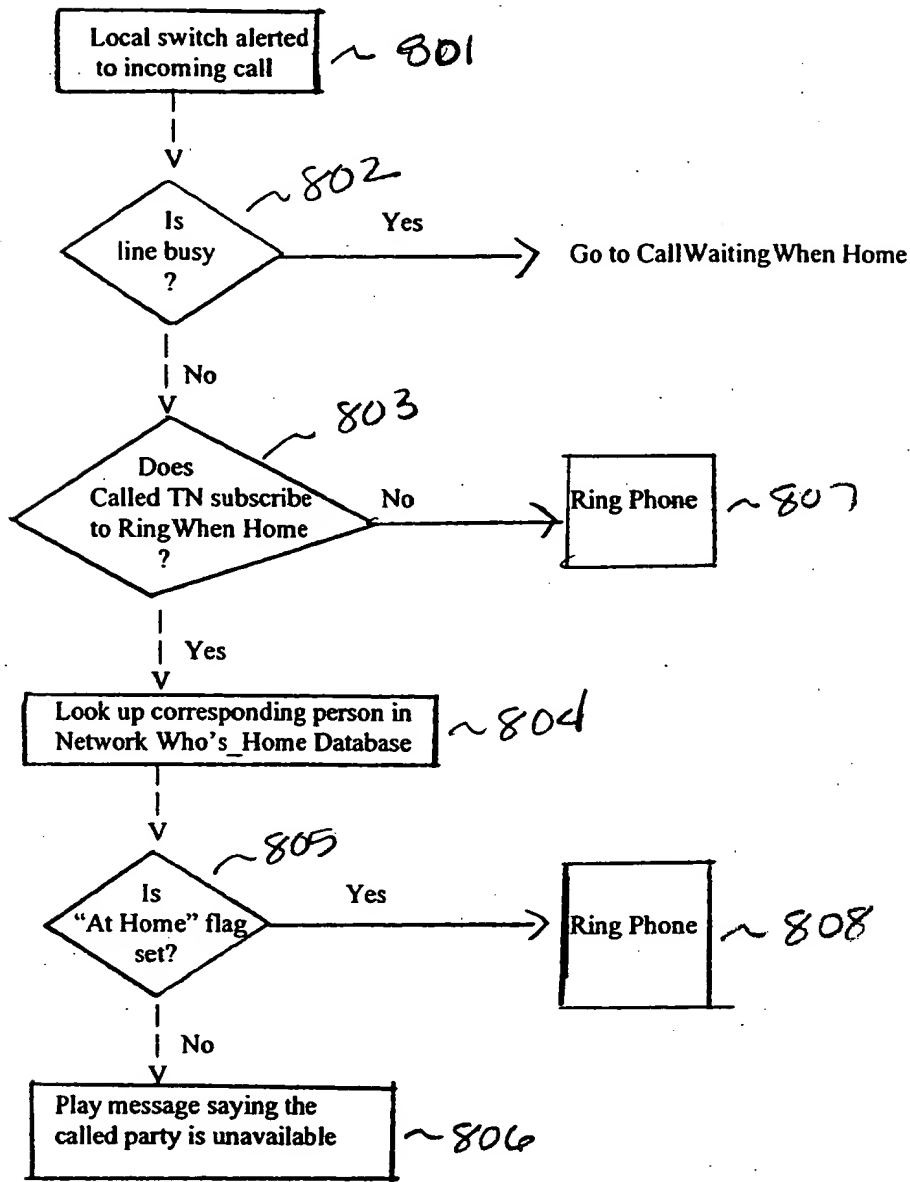 Local switch alerted
to incoming call
~ 801
~ 802
Is
line busy
?
Yes
Go to CallWaitingWhen Home
No
~ 803
Does
Called TN subscribe
to RingWhen Home
?
No
Ring Phone
~ 807
Yes
Look up corresponding person in
Network Who's_Home Database
~ 804
~ 805
Is
“At Home” flag
set?
Yes
Ring Phone
~ 808
No
Play message saying the
called party is unavailable
~ 806